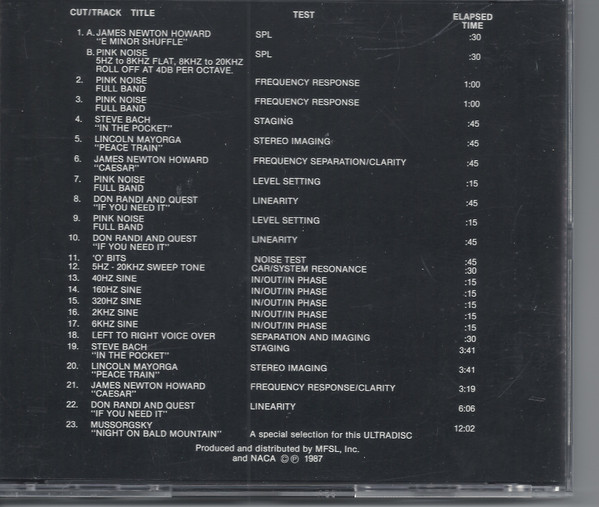 CUT/TRACK TITLE TEST ELAPSED TIME
1. A. JAMES NEWTON HOWARD SPL :30
"E MINOR SHUFFLE"
B. PINK NOISE SPL :30
5HZ to 8KHZ FLAT, 8KHZ to 20KHZ
ROLL OFF AT 4DB PER OCTAVE.
2. PINK NOISE FREQUENCY RESPONSE 1:00
FULL BAND
3. PINK NOISE FREQUENCY RESPONSE 1:00
FULL BAND
4. STEVE BACH STAGING :45
"IN THE POCKET"
5. LINCOLN MAYORGA STEREO IMAGING :45
"PEACE TRAIN"
6. JAMES NEWTON HOWARD FREQUENCY SEPARATION/CLARITY :45
"CAESAR"
7. PINK NOISE LEVEL SETTING :15
FULL BAND
8. DON RANDI AND QUEST LINEARITY :45
"IF YOU NEED IT"
9. PINK NOISE LEVEL SETTING :15
FULL BAND
10. DON RANDI AND QUEST LINEARITY :45
"IF YOU NEED IT"
11. 'O' BITS NOISE TEST :45
12. 5HZ - 20KHZ SWEEP TONE CAR/SYSTEM RESONANCE :30
13. 40HZ SINE IN/OUT/IN PHASE :15
14. 160HZ SINE IN/OUT/IN PHASE :15
15. 320HZ SINE IN/OUT/IN PHASE :15
16. 2KHZ SINE IN/OUT/IN PHASE :15
17. 6KHZ SINE IN/OUT/IN PHASE :15
18. LEFT TO RIGHT VOICE OVER SEPARATION AND IMAGING :30
19. STEVE BACH STAGING 3:41
"IN THE POCKET"
20. LINCOLN MAYORGA STEREO IMAGING 3:41
"PEACE TRAIN"
21. JAMES NEWTON HOWARD FREQUENCY RESPONSE/CLARITY 3:19
"CAESAR"
22. DON RANDI AND QUEST LINEARITY 6:06
"IF YOU NEED IT"
23. MUSSORGSKY 12:02
"NIGHT ON BALD MOUNTAIN" A special selection for this ULTRADISC
Produced and distributed by MFSL, Inc.
and NACA © ℗ 1987